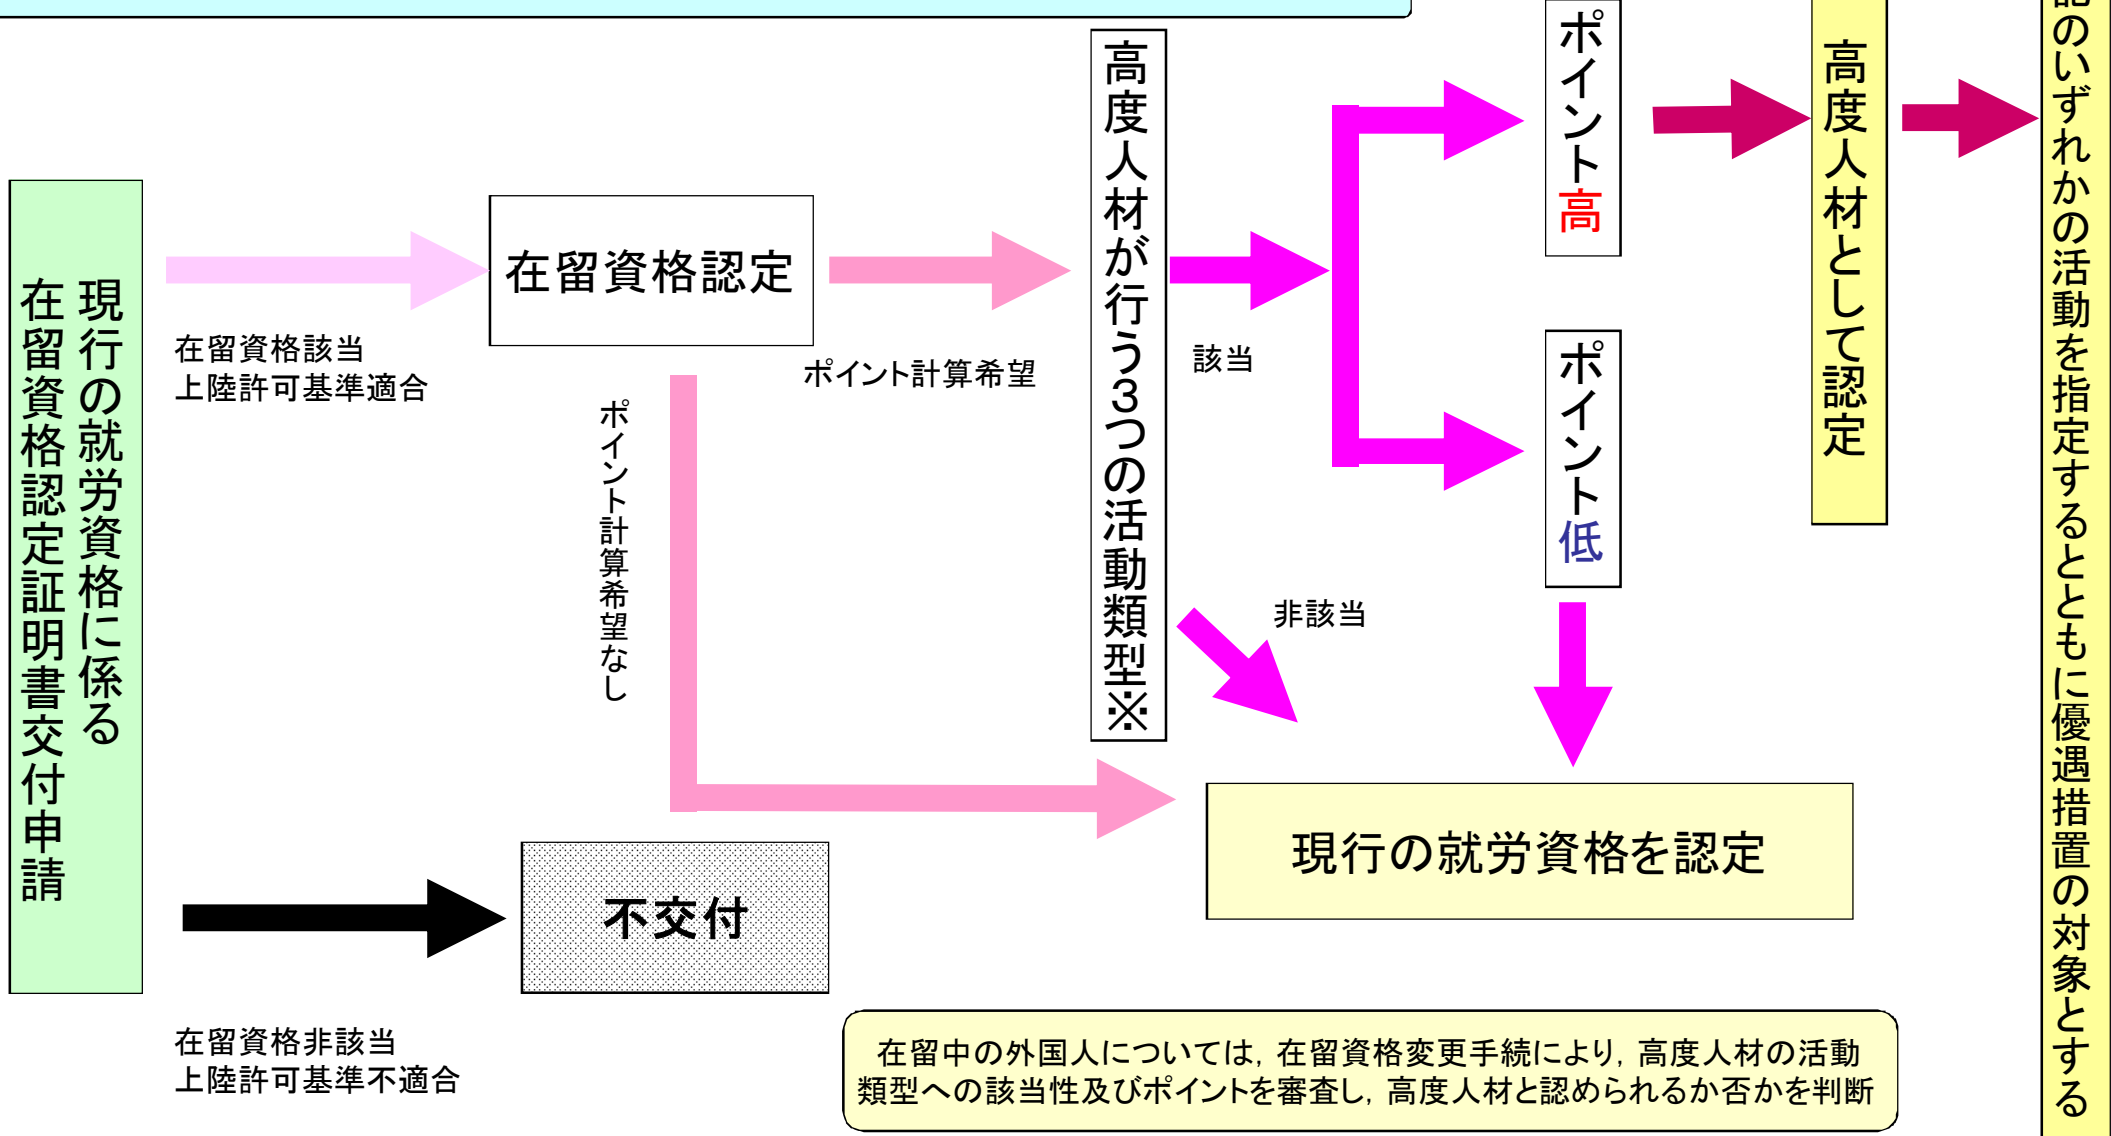 現行の就労資格に係る
在留資格認定証明書交付申請
在留資格該当
上陸許可基準適合
在留資格認定
ポイント計算希望
ポイント計算希望なし
高度人材が行う3つの活動類型※
該当
非該当
ポイント高
ポイント低
高度人材として認定
記のいずれかの活動を指定するとともに優遇措置の対象とする
現行の就労資格を認定
不交付
在留資格非該当
上陸許可基準不適合
在留中の外国人については, 在留資格変更手続により, 高度人材の活動
類型への該当性及びポイントを審査し, 高度人材と認められるか否かを判断